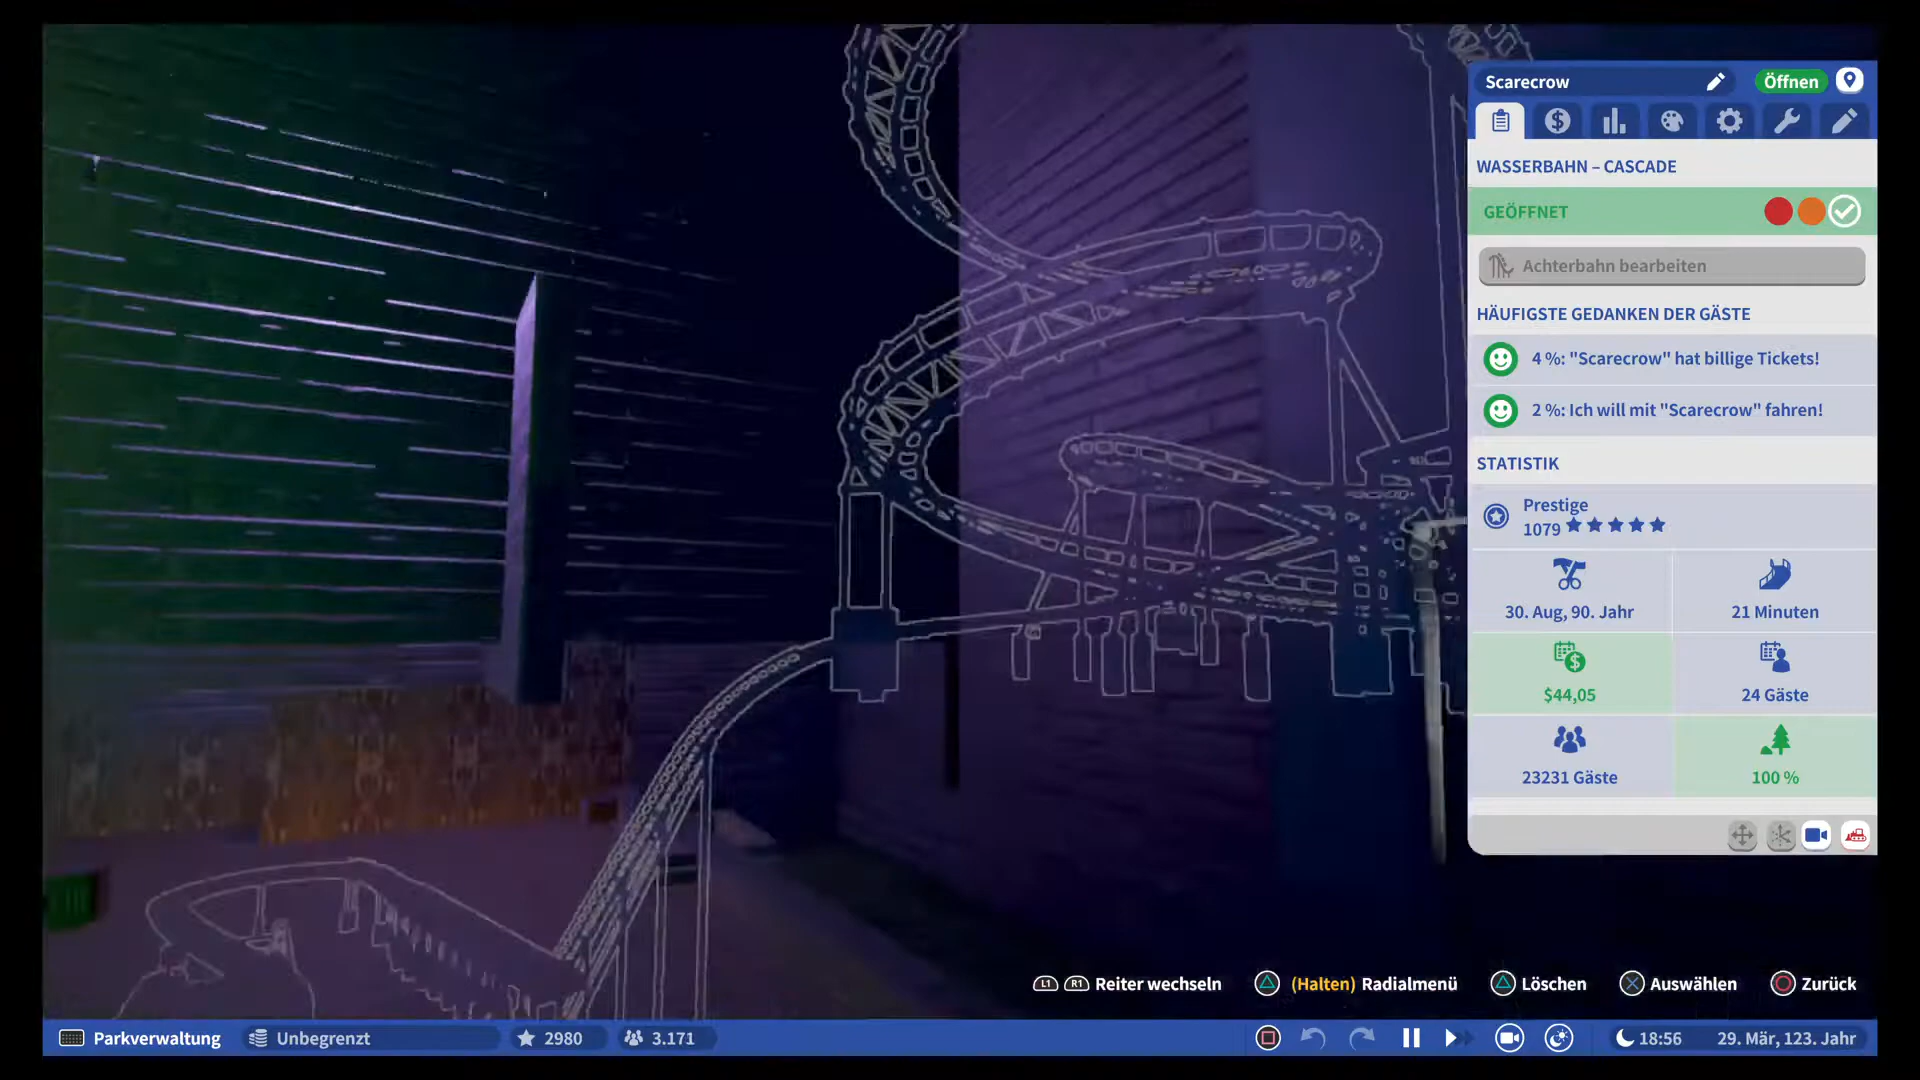 Scarecrow
Öffnen
WASSERBAHN – CASCADE
GEÖFFNET
Achterbahn bearbeiten
HÄUFIGSTE GEDANKEN DER GÄSTE
4 %: "Scarecrow" hat billige Tickets!
2 %: Ich will mit "Scarecrow" fahren!
STATISTIK
Prestige
1079
30. Aug, 90. Jahr
21 Minuten
$44,05
24 Gäste
23231 Gäste
100 %
L1 R1 Reiter wechseln
(Halten) Radialmenü
Löschen
Auswählen
Zurück
Parkverwaltung
Unbegrenzt
2980
3.171
18:56
29. Mär, 123. Jahr